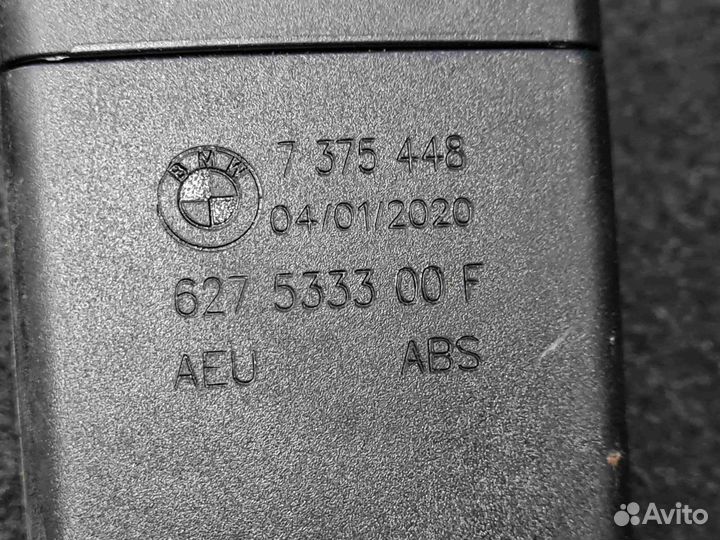 BMW
7 375 448
04/01/2020
627 5333 00 F
AEU ABS
Avito